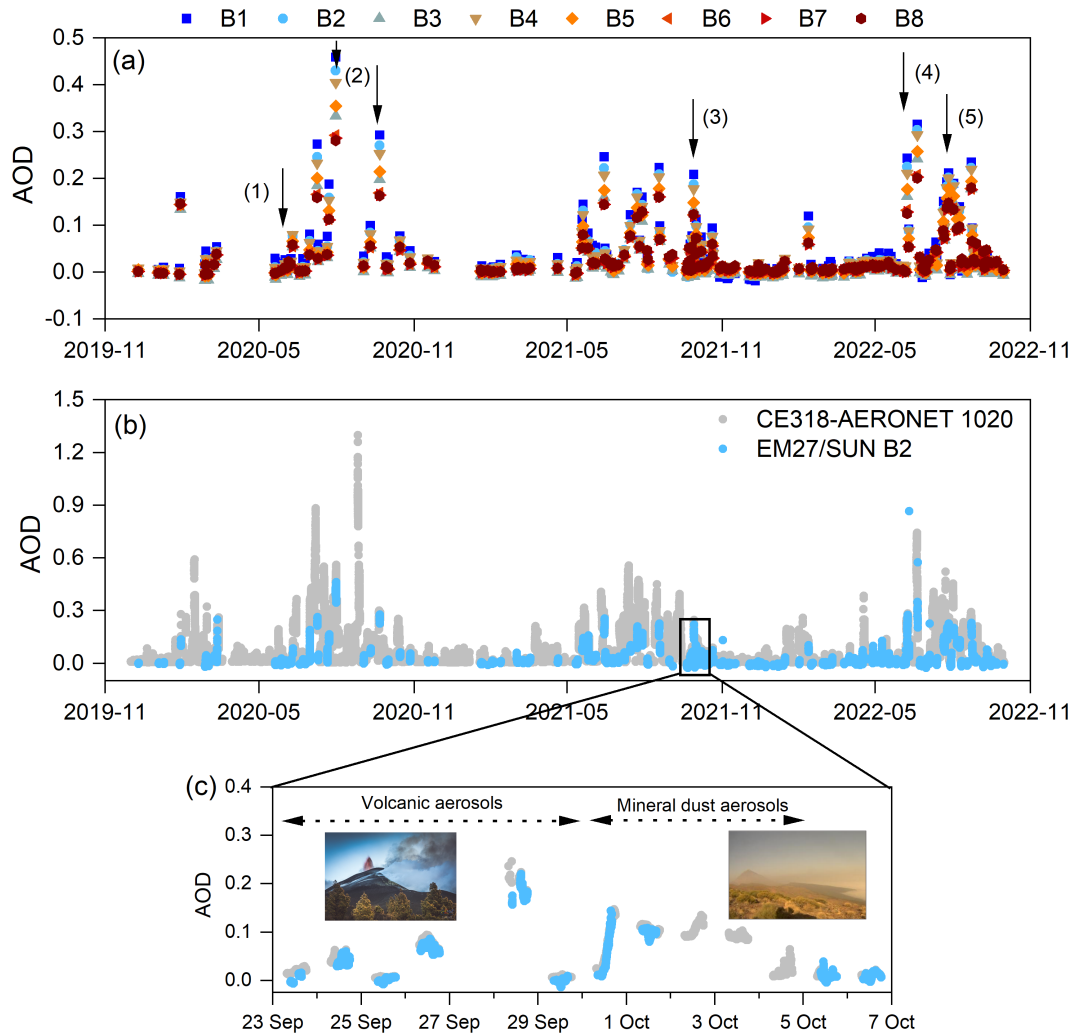 B1 B2 B3 B4 B5 B6 B7 B8
(a)
AOD
0.5
0.4
0.3
0.2
0.1
0.0
-0.1
(1)
(2)
(3)
(4)
(5)
2019-11 2020-05 2020-11 2021-05 2021-11 2022-05 2022-11
(b)
AOD
1.5
1.2
0.9
0.6
0.3
0.0
CE318-AERONET 1020
EM27/SUN B2
2019-11 2020-05 2020-11 2021-05 2021-11 2022-05 2022-11
(c)
AOD
0.4
0.3
0.2
0.1
0.0
Volcanic aerosols
Mineral dust aerosols
23 Sep 25 Sep 27 Sep 29 Sep 1 Oct 3 Oct 5 Oct 7 Oct